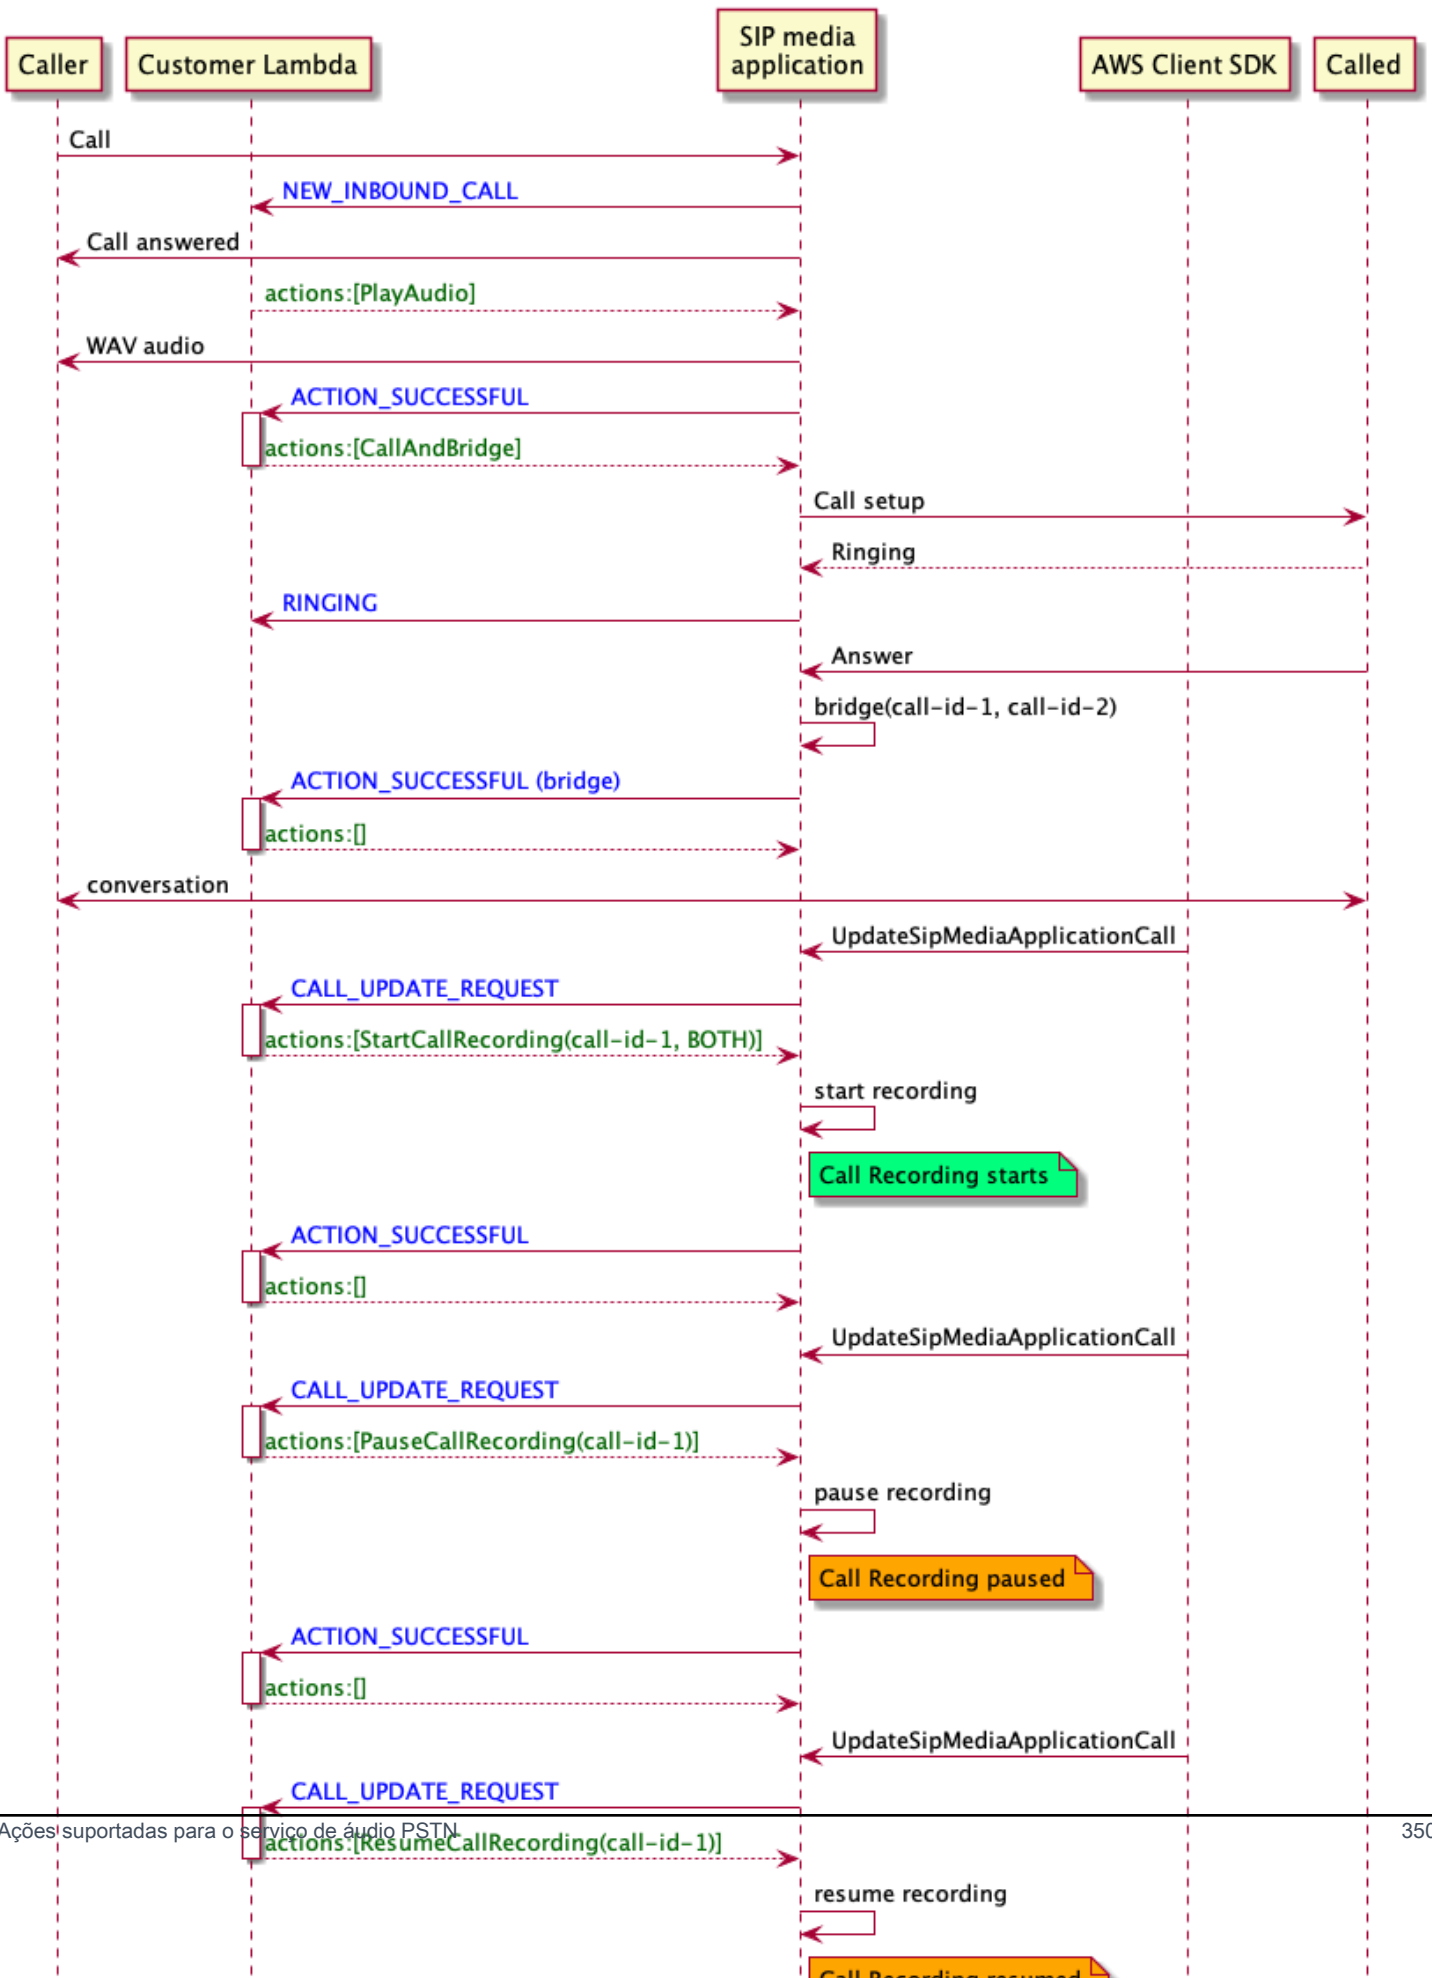 Caller
Customer Lambda
SIP media
application
AWS Client SDK
Called
Call
NEW_INBOUND_CALL
Call answered
actions:[PlayAudio]
WAV audio
ACTION_SUCCESSFUL
actions:[CallAndBridge]
Call setup
Ringing
RINGING
Answer
bridge(call-id-1, call-id-2)
ACTION_SUCCESSFUL (bridge)
actions:[]
conversation
UpdateSipMediaApplicationCall
CALL_UPDATE_REQUEST
actions:[StartCallRecording(call-id-1, BOTH)]
start recording
Call Recording starts
ACTION_SUCCESSFUL
actions:[]
UpdateSipMediaApplicationCall
CALL_UPDATE_REQUEST
actions:[PauseCallRecording(call-id-1)]
pause recording
Call Recording paused
ACTION_SUCCESSFUL
actions:[]
UpdateSipMediaApplicationCall
CALL_UPDATE_REQUEST
Ações suportadas para o serviço de áudio PSTN
350
actions:[ResumeCallRecording(call-id-1)]
resume recording
Call Recording resumed